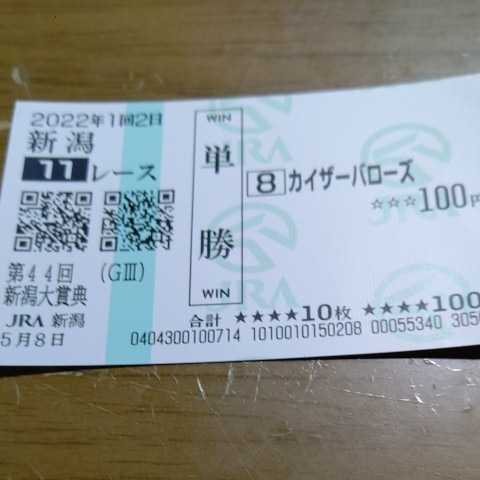 2022年1回2日
新潟
11レース
第44回 (GⅢ)
新潟大賞典
JRA 新潟
5月8日
WIN
単勝
WIN
8 カイザーバローズ
☆☆☆100円
合計 ★★★★10枚 ★★★★100
0404300100714 1010010150208 00055340 305
JRA
JRA
JRA